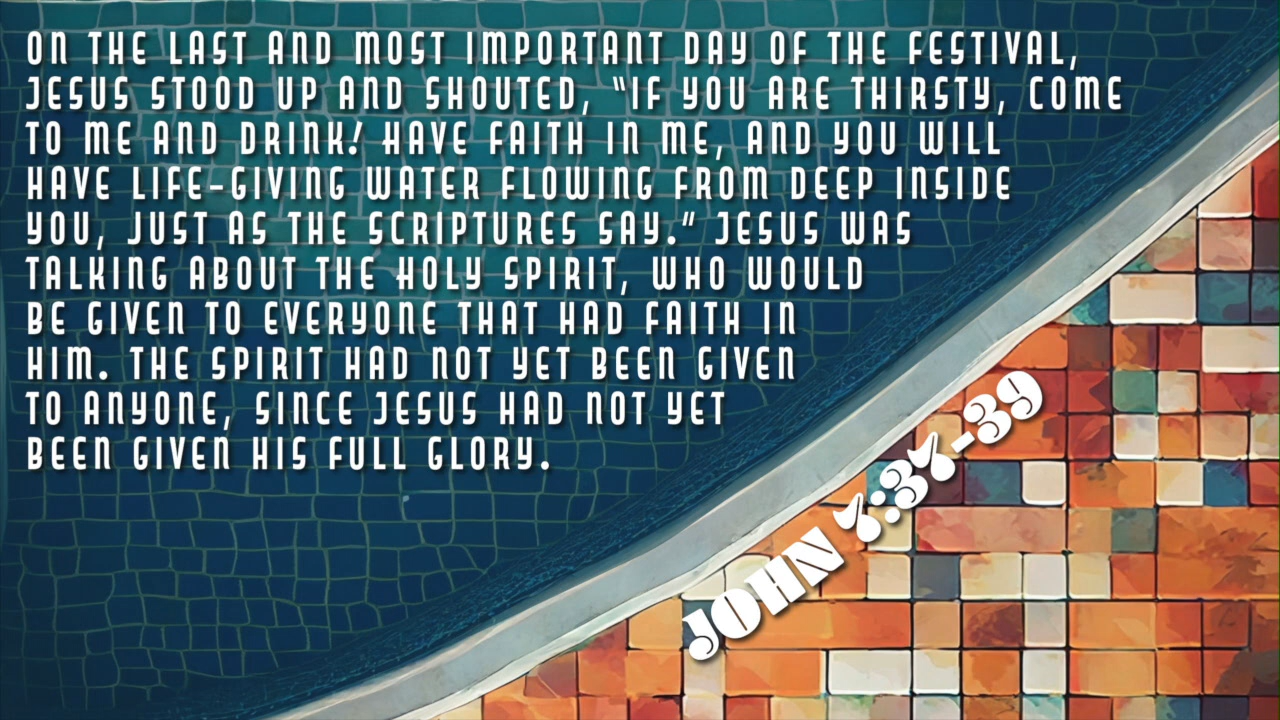 ON THE LAST AND MOST IMPORTANT DAY OF THE FESTIVAL,
JESUS STOOD UP AND SHOUTED, “IF YOU ARE THIRSTY, COME
TO ME AND DRINK! HAVE FAITH IN ME, AND YOU WILL
HAVE LIFE-GIVING WATER FLOWING FROM DEEP INSIDE
YOU, JUST AS THE SCRIPTURES SAY.” JESUS WAS
TALKING ABOUT THE HOLY SPIRIT, WHO WOULD
BE GIVEN TO EVERYONE THAT HAD FAITH IN
HIM. THE SPIRIT HAD NOT YET BEEN GIVEN
TO ANYONE, SINCE JESUS HAD NOT YET
BEEN GIVEN HIS FULL GLORY.
JOHN 7:37-39